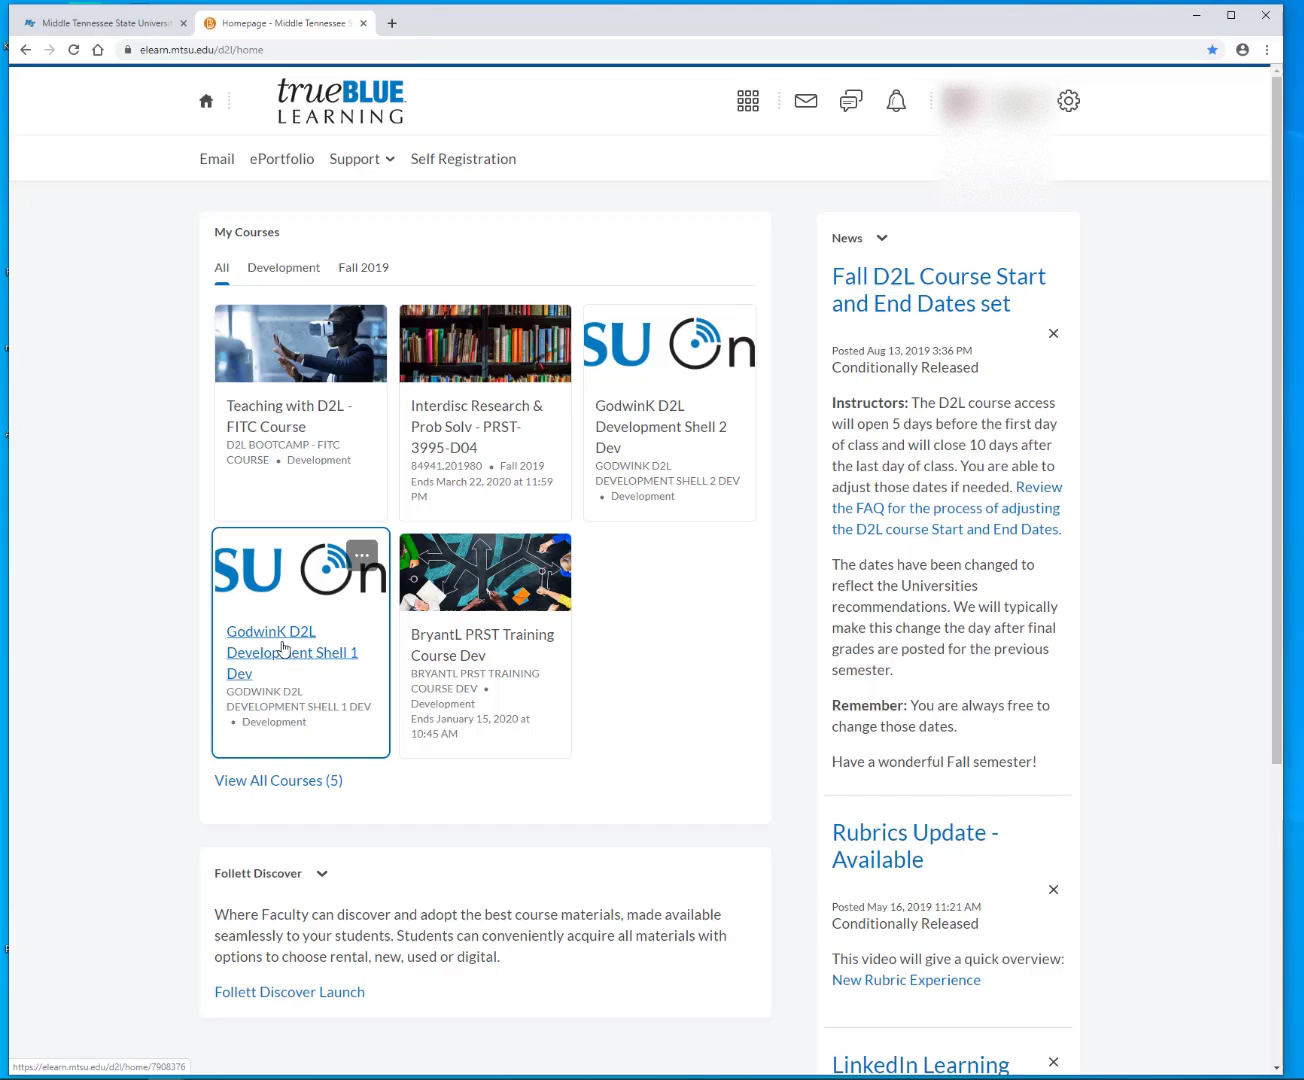 Middle Tennessee State Universit
Homepage - Middle Tennessee S
elearn.mtsu.edu/d2l/home
trueBLUE
LEARNING
Email ePortfolio Support Self Registration
My Courses
All Development Fall 2019
Teaching with D2L -
FITC Course
D2L BOOTCAMP - FITC
COURSE • Development
Interdisc Research &
Prob Solv - PRST-
3995-D04
84941.201980 • Fall 2019
Ends March 22, 2020 at 11:59
PM
SU On
GodwinK D2L
Development Shell 2
Dev
GODWINK D2L
DEVELOPMENT SHELL 2 DEV
• Development
SU On
GodwinK D2L
Development Shell 1
Dev
GODWINK D2L
DEVELOPMENT SHELL 1 DEV
• Development
BryantL PRST Training
Course Dev
BRYANTL PRST TRAINING
COURSE DEV •
Development
Ends January 15, 2020 at
10:45 AM
View All Courses (5)
Follett Discover
Where Faculty can discover and adopt the best course materials, made available
seamlessly to your students. Students can conveniently acquire all materials with
options to choose rental, new, used or digital.
Follett Discover Launch
News
Fall D2L Course Start
and End Dates set
Posted Aug 13, 2019 3:36 PM
Conditionally Released
Instructors: The D2L course access
will open 5 days before the first day
of class and will close 10 days after
the last day of class. You are able to
adjust those dates if needed. Review
the FAQ for the process of adjusting
the D2L course Start and End Dates.
The dates have been changed to
reflect the Universities
recommendations. We will typically
make this change the day after final
grades are posted for the previous
semester.
Remember: You are always free to
change those dates.
Have a wonderful Fall semester!
Rubrics Update -
Available
Posted May 16, 2019 11:21 AM
Conditionally Released
This video will give a quick overview:
New Rubric Experience
LinkedIn Learning
https://elearn.mtsu.edu/d2l/home/7908376